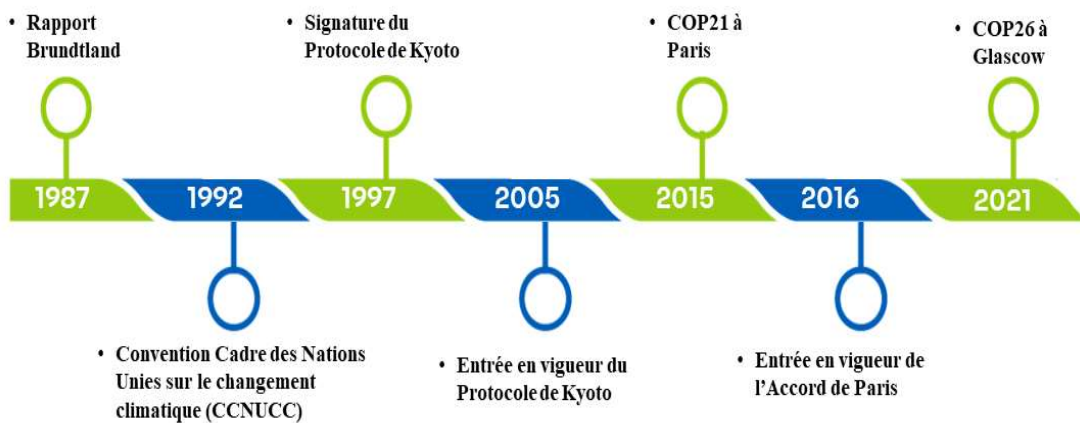 • Rapport
Brundtland
• Signature du
Protocole de Kyoto
• COP21 à
Paris
• COP26 à
Glascow
1987
1992
1997
2005
2015
2016
2021
• Convention Cadre des Nations
Unies sur le changement
climatique (CCNUCC)
• Entrée en vigueur du
Protocole de Kyoto
• Entrée en vigueur de
l’Accord de Paris